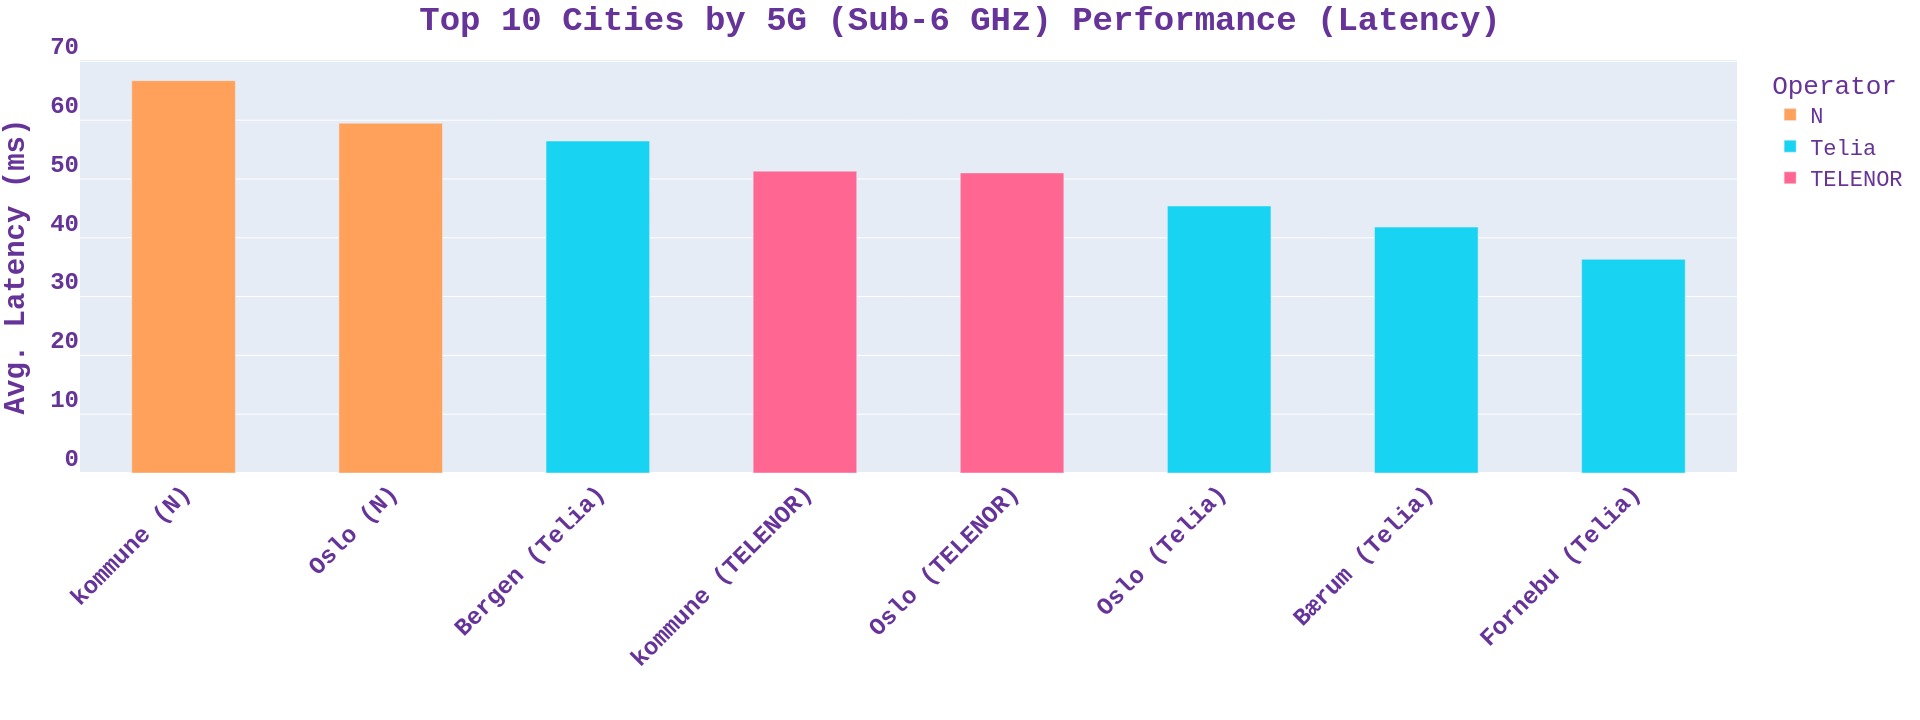 Top 10 Cities by 5G (Sub-6 GHz) Performance (Latency)
Avg. Latency (ms)
70
60
50
40
30
20
10
0
kommune (N)
Oslo (N)
Bergen (Telia)
kommune (TELENOR)
Oslo (TELENOR)
Oslo (Telia)
Bærum (Telia)
Fornebu (Telia)
Operator
N
Telia
TELENOR